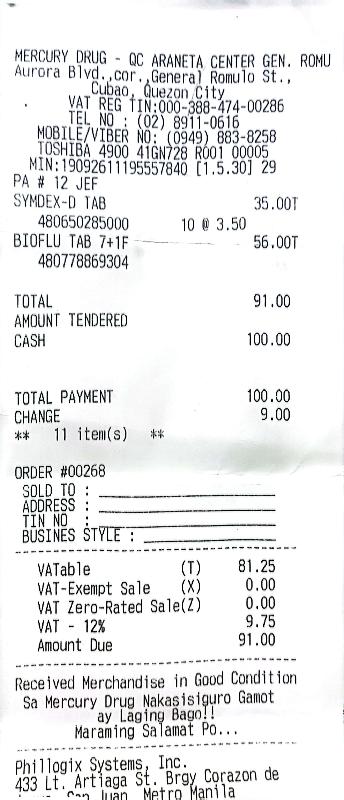 MERCURY DRUG - QC ARANETA CENTER GEN. ROMU
Aurora Blvd.,cor.,General Romulo St.,
Cubao, Quezon City
VAT REG TIN:000-388-474-00286
TEL NO : (02) 8911-0616
MOBILE/VIBER NO: (0949) 883-8258
TOSHIBA 4900 41GN728 R001 00005
MIN:19092611195557840 [1.5.30] 29
PA # 12 JEF
SYMDEX-D TAB 35.00T
480650285000 10 @ 3.50
BIOFLU TAB 7+1F 56.00T
480778869304
TOTAL 91.00
AMOUNT TENDERED
CASH 100.00
TOTAL PAYMENT 100.00
CHANGE 9.00
** 11 item(s) **
ORDER #00268
SOLD TO :
ADDRESS :
TIN NO :
BUSINES STYLE :
VATable (T) 81.25
VAT-Exempt Sale (X) 0.00
VAT Zero-Rated Sale(Z) 0.00
VAT - 12% 9.75
Amount Due 91.00
Received Merchandise in Good Condition
Sa Mercury Drug Nakasisiguro Gamot
ay Laging Bago!!
Maraming Salamat Po...
Phillogix Systems, Inc.
433 Lt. Artiaga St. Brgy Corazon de
San Juan, Metro Manila